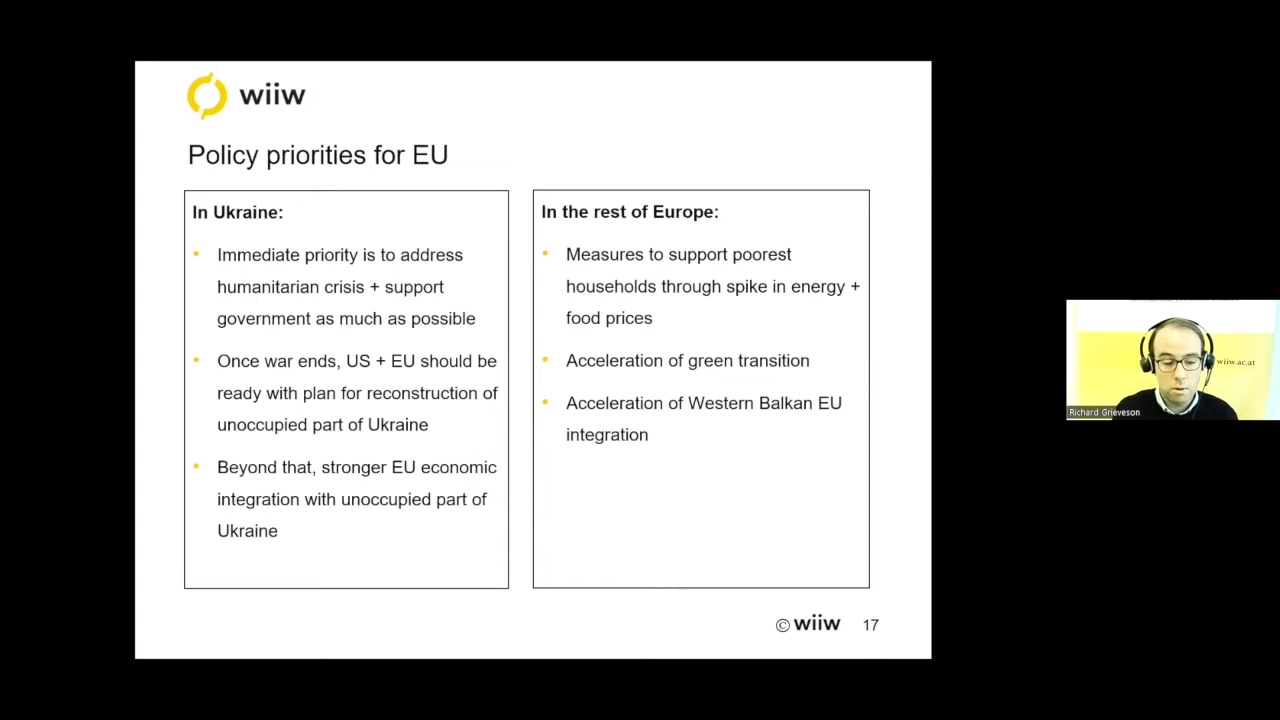 wiiw
Policy priorities for EU
In Ukraine:
• Immediate priority is to address
humanitarian crisis + support
government as much as possible
• Once war ends, US + EU should be
ready with plan for reconstruction of
unoccupied part of Ukraine
• Beyond that, stronger EU economic
integration with unoccupied part of
Ukraine
In the rest of Europe:
• Measures to support poorest
households through spike in energy +
food prices
• Acceleration of green transition
• Acceleration of Western Balkan EU
integration
© wiiw 17
wiiw.ac.at
Richard Grieveson